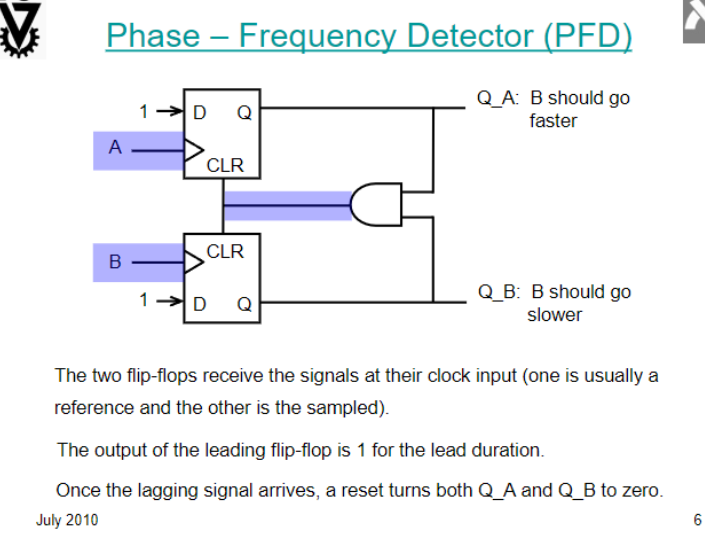 Phase – Frequency Detector (PFD)
1
D
Q
Q_A: B should go
faster
A
CLR
B
CLR
1
D
Q
Q_B: B should go
slower
The two flip-flops receive the signals at their clock input (one is usually a
reference and the other is the sampled).
The output of the leading flip-flop is 1 for the lead duration.
Once the lagging signal arrives, a reset turns both Q_A and Q_B to zero.
July 2010
6